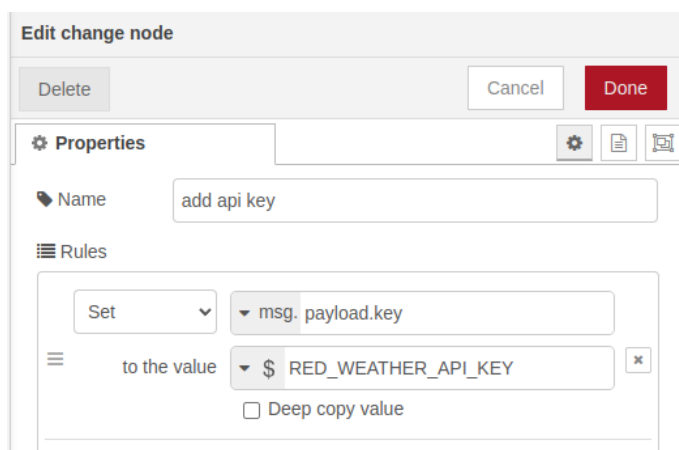 Edit change node
Delete Cancel Done
Properties
Name add api key
Rules
Set msg. payload.key
to the value $ RED_WEATHER_API_KEY
Deep copy value